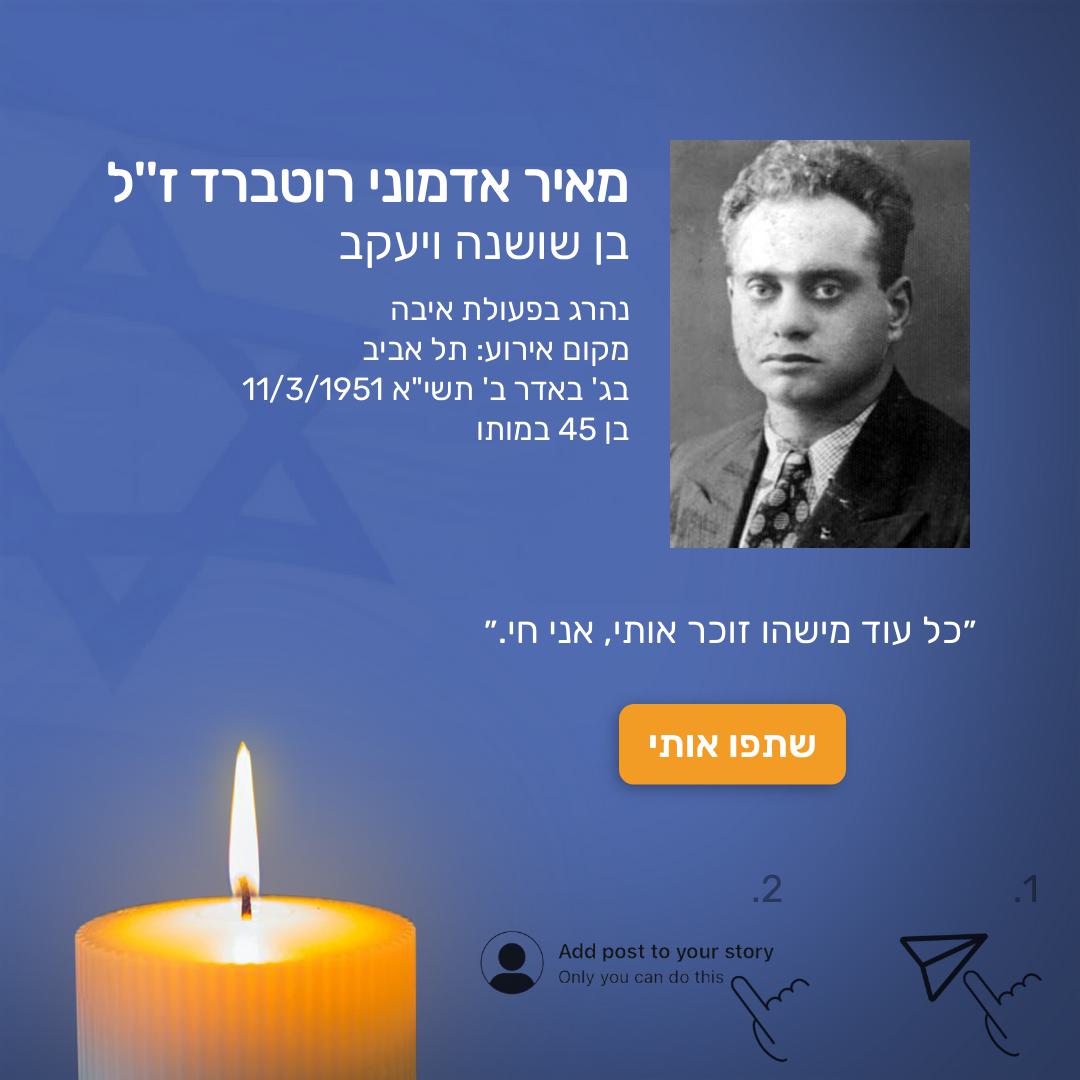 מאיר אדמוני רוטברד ז"ל
בן שושנה ויעקב
נהרג בפעולת איבה
מקום אירוע: תל אביב
בג' באדר ב' תשי"א 11/3/1951
בן 45 במותו
״כל עוד מישהו זוכר אותי, אני חי.״
שתפו אותי
1.
2.
Add post to your story
Only you can do this